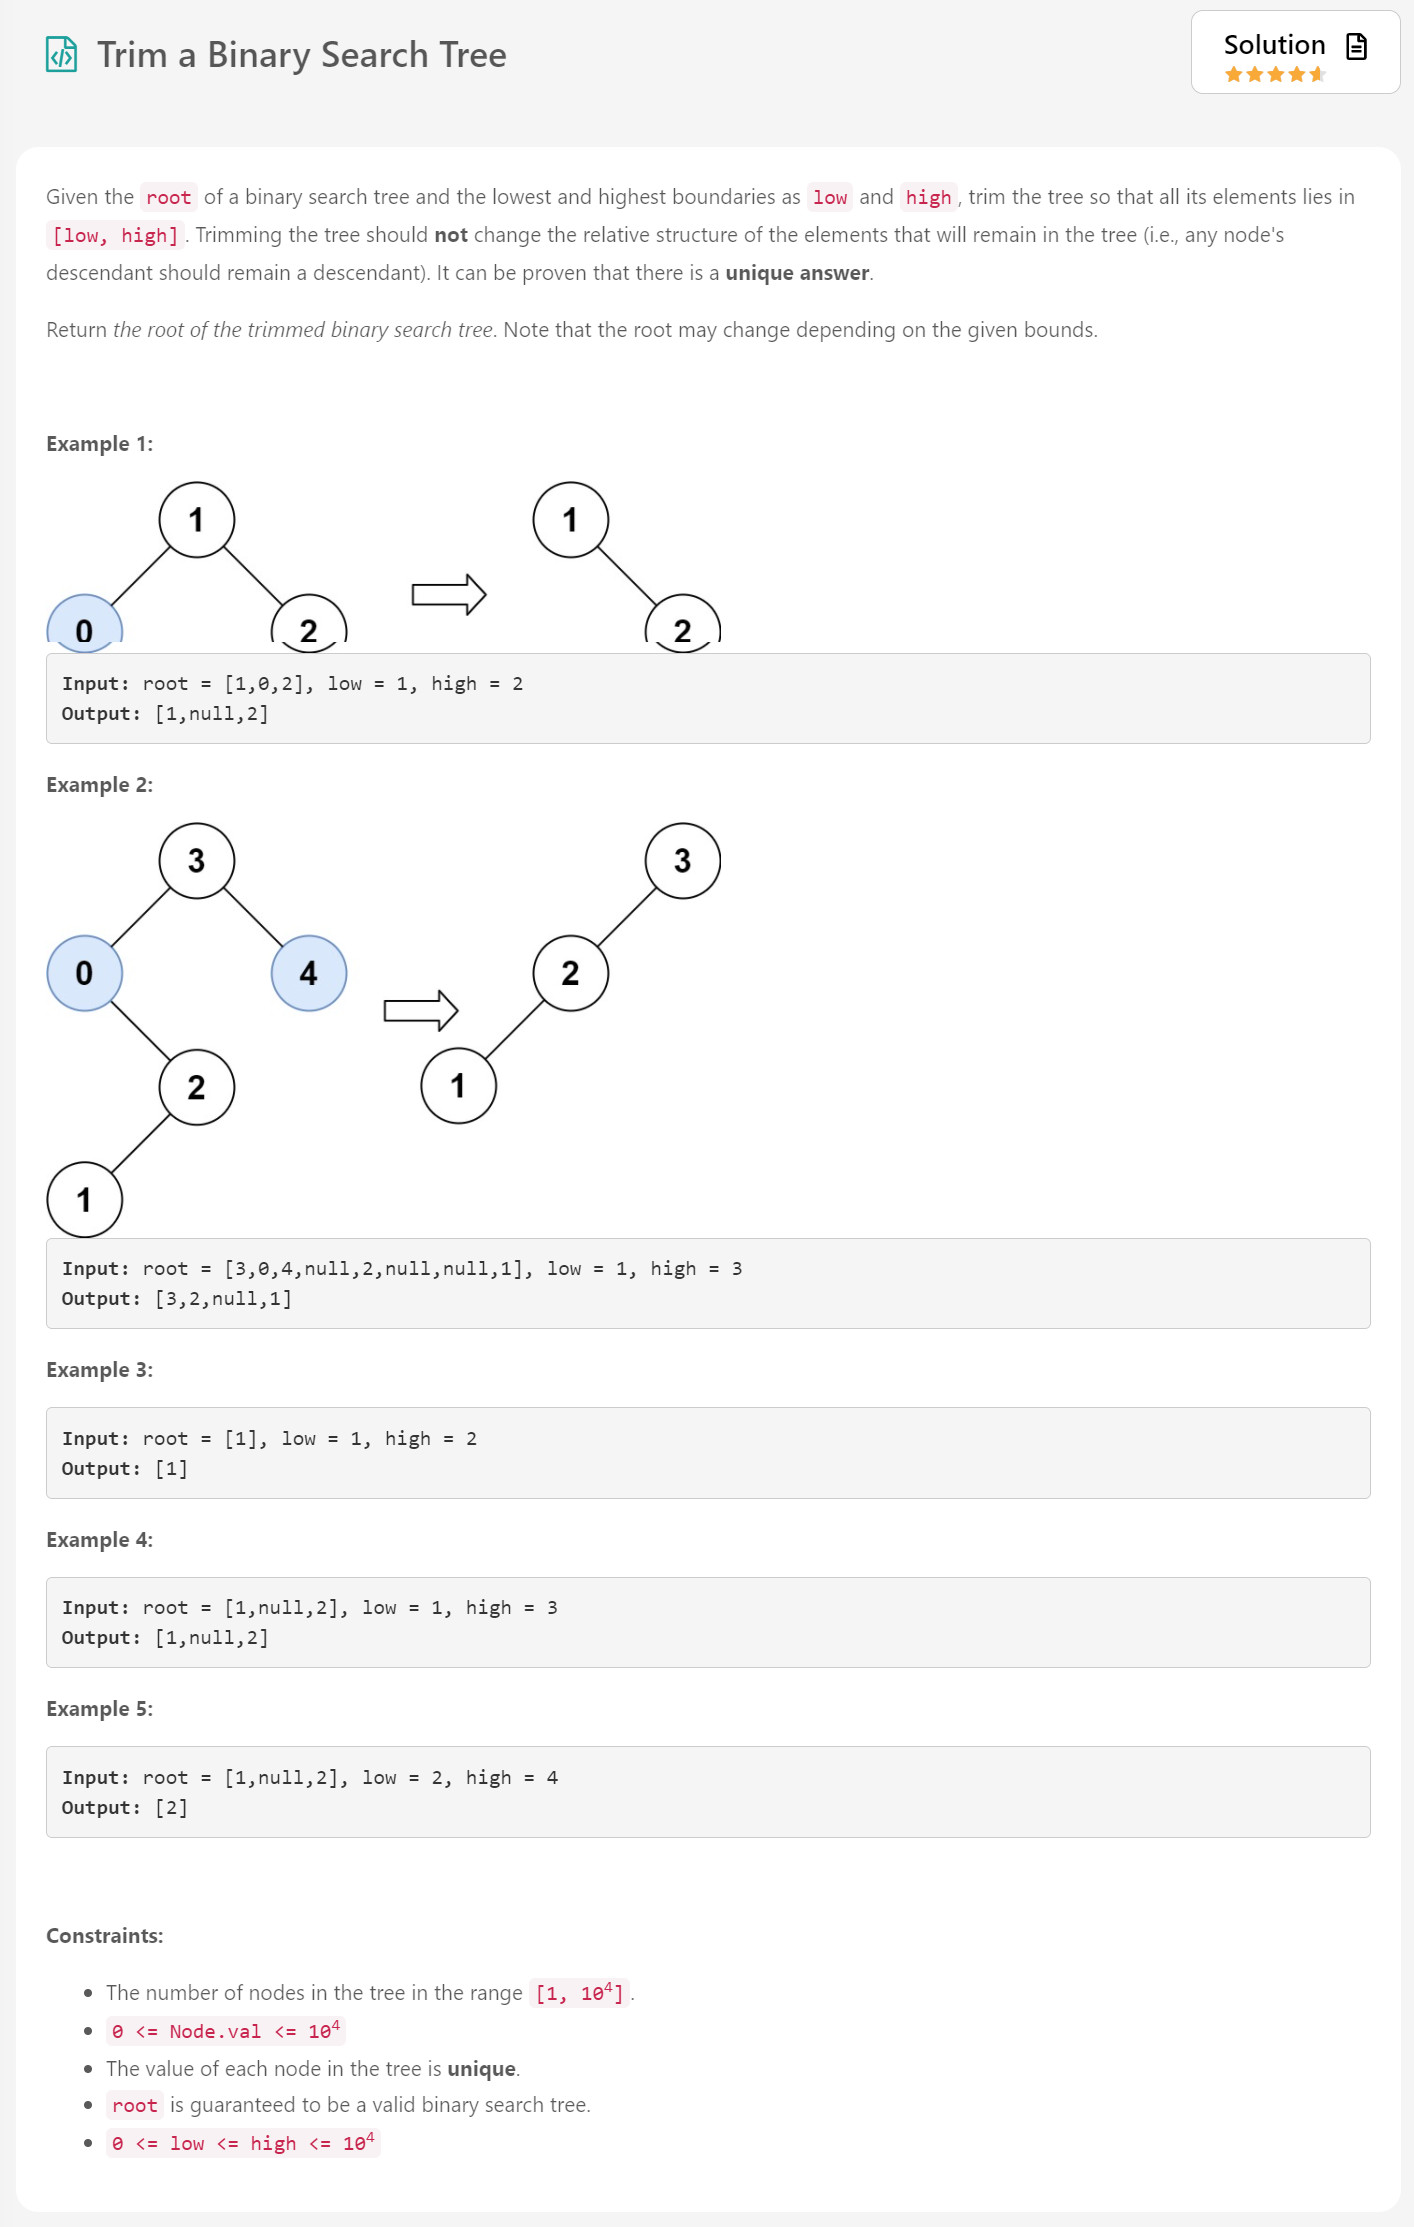 Trim a Binary Search Tree
Solution
Given the root of a binary search tree and the lowest and highest boundaries as low and high, trim the tree so that all its elements lies in
[low, high]. Trimming the tree should not change the relative structure of the elements that will remain in the tree (i.e., any node's
descendant should remain a descendant). It can be proven that there is a unique answer.
Return the root of the trimmed binary search tree. Note that the root may change depending on the given bounds.
Example 1:
1
1
0
2
2
Input: root = [1,0,2], low = 1, high = 2
Output: [1,null,2]
Example 2:
3
3
0
4
2
2
1
1
Input: root = [3,0,4,null,2,null,null,1], low = 1, high = 3
Output: [3,2,null,1]
Example 3:
Input: root = [1], low = 1, high = 2
Output: [1]
Example 4:
Input: root = [1,null,2], low = 1, high = 3
Output: [1,null,2]
Example 5:
Input: root = [1,null,2], low = 2, high = 4
Output: [2]
Constraints:
The number of nodes in the tree in the range [1, 10⁴].
0 <= Node.val <= 10⁴
The value of each node in the tree is unique.
root is guaranteed to be a valid binary search tree.
0 <= low <= high <= 10⁴